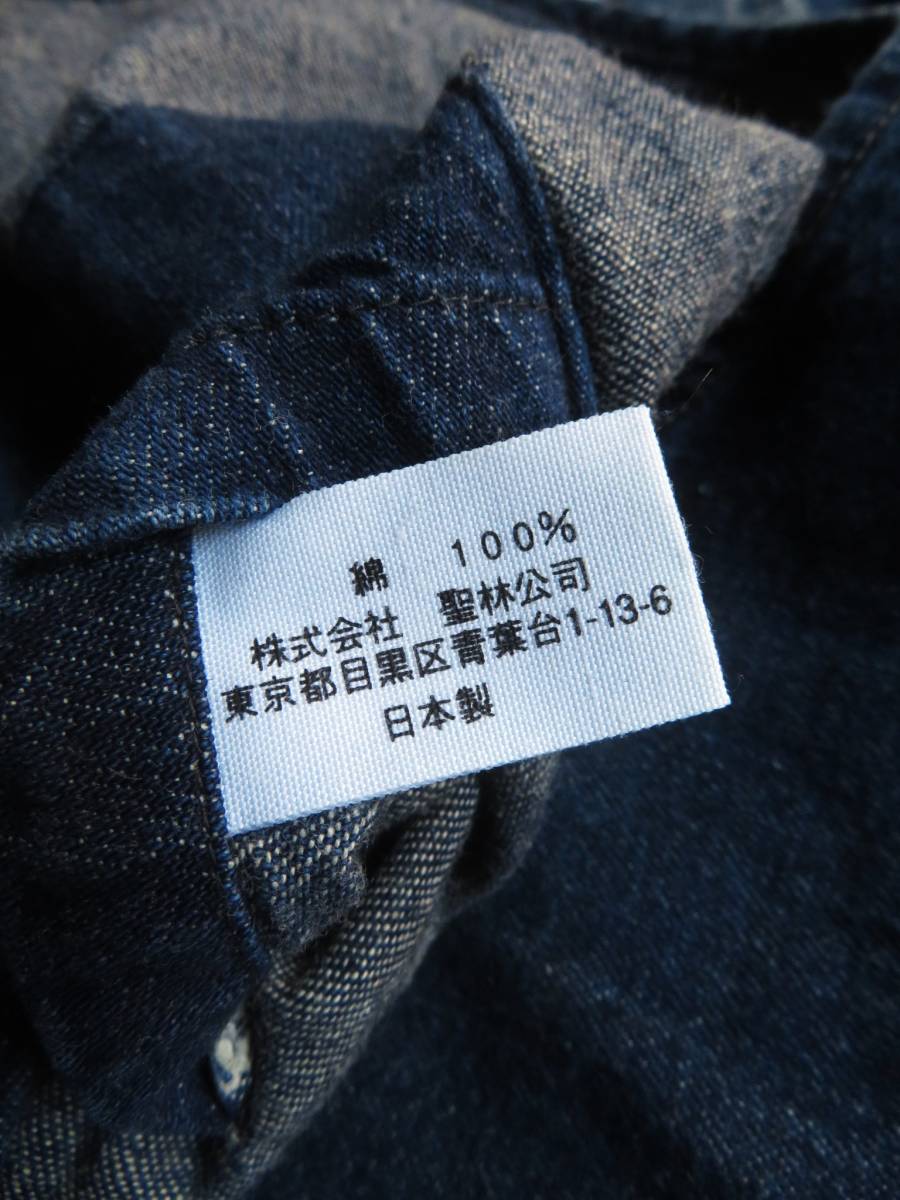 綿 100%
株式会社 聖林公司
東京都目黒区青葉台1-13-6
日本製